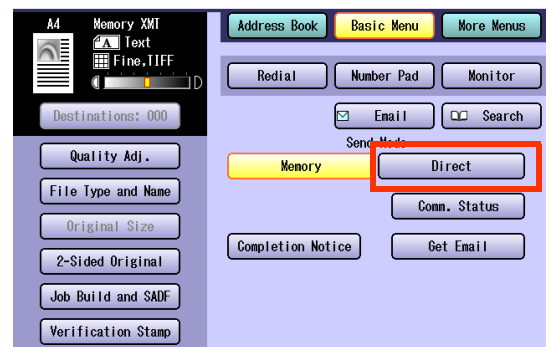 A4 Memory XMT
A Text
Fine,TIFF
D
Destinations: 000
Quality Adj.
File Type and Name
Original Size
2-Sided Original
Job Build and SADF
Verification Stamp
Address Book Basic Menu More Menus
Redial Number Pad Monitor
Email Search
Send Mode
Memory Direct
Comm. Status
Completion Notice Get Email